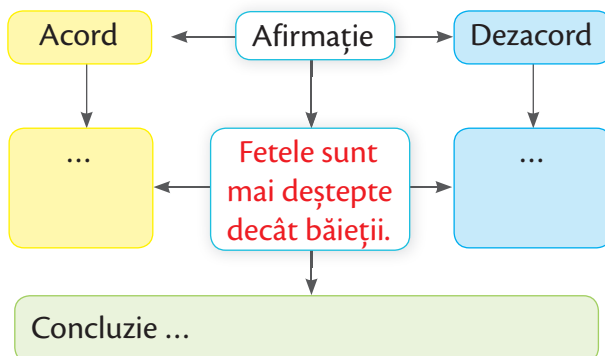 Acord
Afirmație
Dezacord
...
Fetele sunt
mai deștepte
decât băieții.
...
Concluzie ...